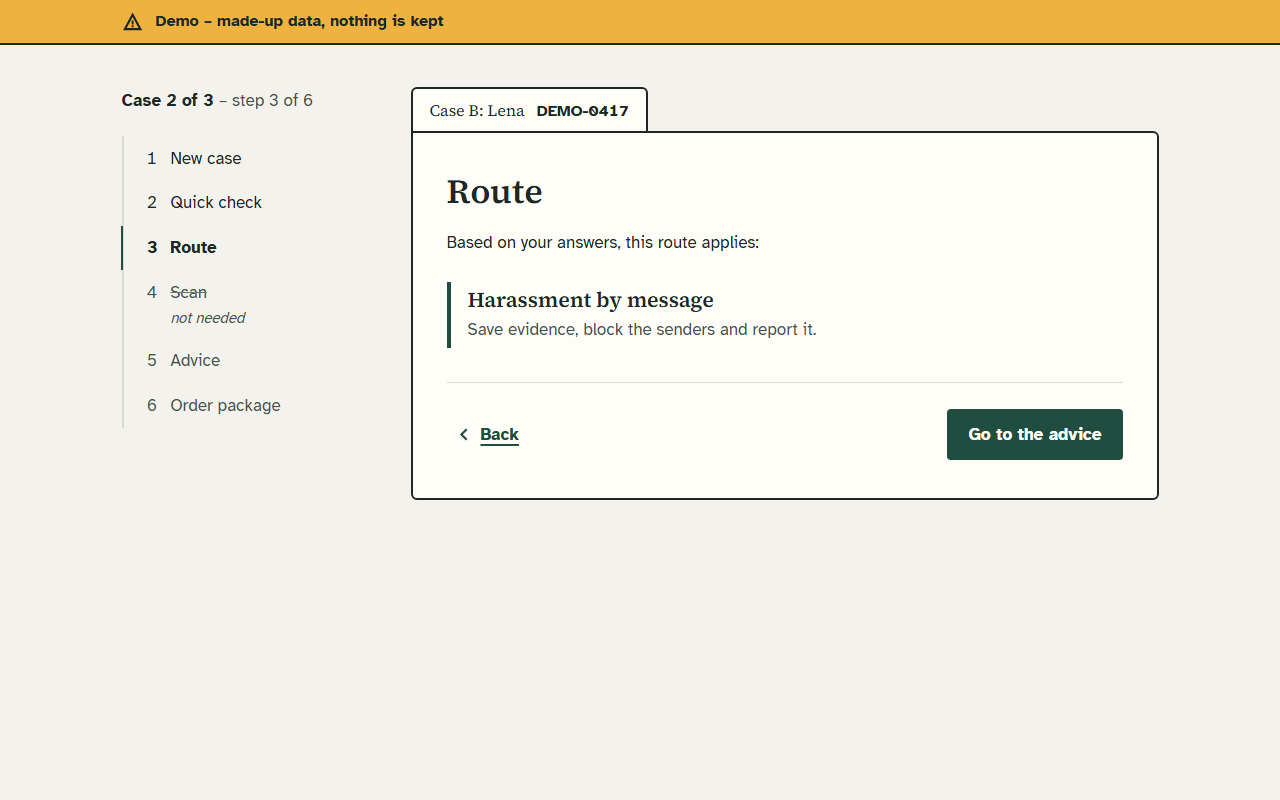 Demo – made-up data, nothing is kept
Case 2 of 3 – step 3 of 6
1 New case
2 Quick check
3 Route
4 Scan
not needed
5 Advice
6 Order package
Case B: Lena DEMO-0417
Route
Based on your answers, this route applies:
Harassment by message
Save evidence, block the senders and report it.
Back
Go to the advice